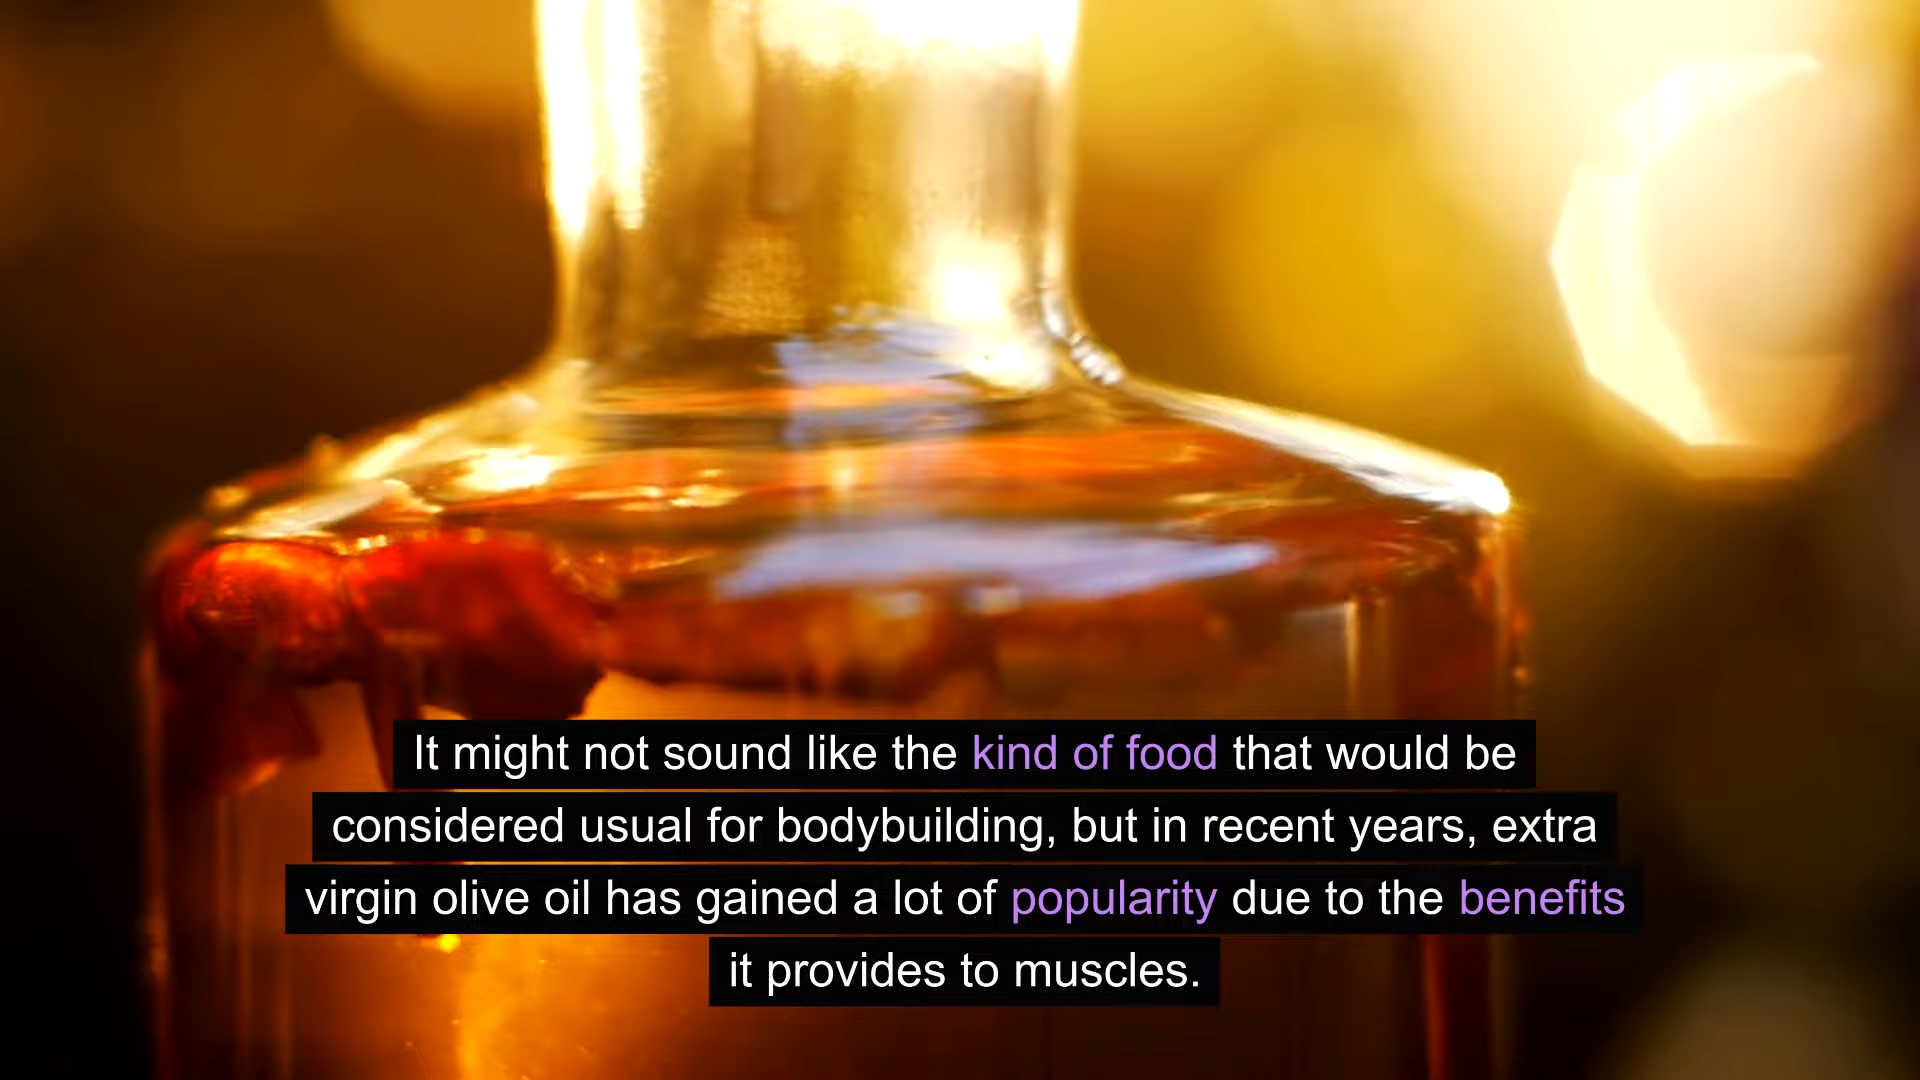 It might not sound like the kind of food that would be
considered usual for bodybuilding, but in recent years, extra
virgin olive oil has gained a lot of popularity due to the benefits
it provides to muscles.